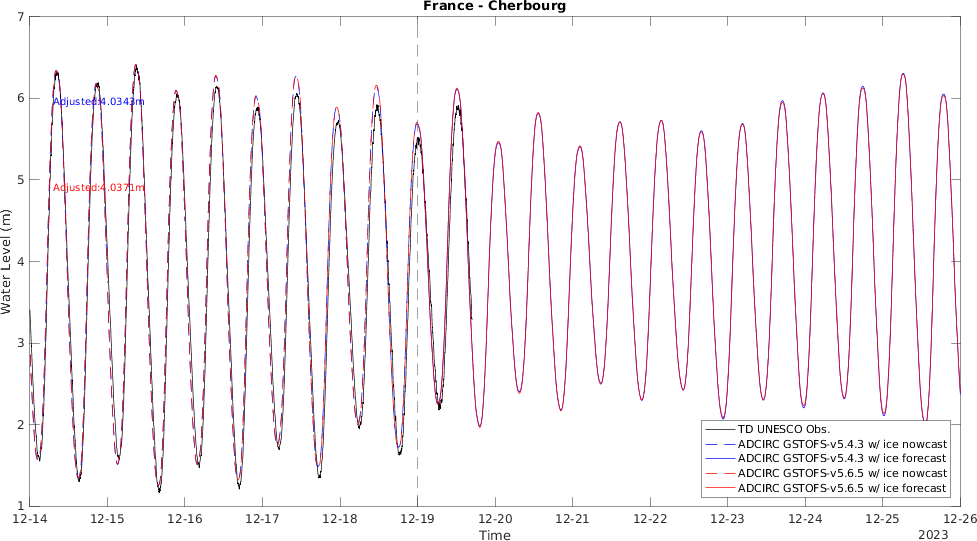 France - Cherbourg
7
6
5
4
3
2
1
Water Level (m)
Adjusted:4.0343m
Adjusted:4.0371m
TD UNESCO Obs.
ADCIRC GSTOFS-v5.4.3 w/ ice nowcast
ADCIRC GSTOFS-v5.4.3 w/ ice forecast
ADCIRC GSTOFS-v5.6.5 w/ ice nowcast
ADCIRC GSTOFS-v5.6.5 w/ ice forecast
12-14 12-15 12-16 12-17 12-18 12-19 12-20 12-21 12-22 12-23 12-24 12-25 12-26
Time
2023